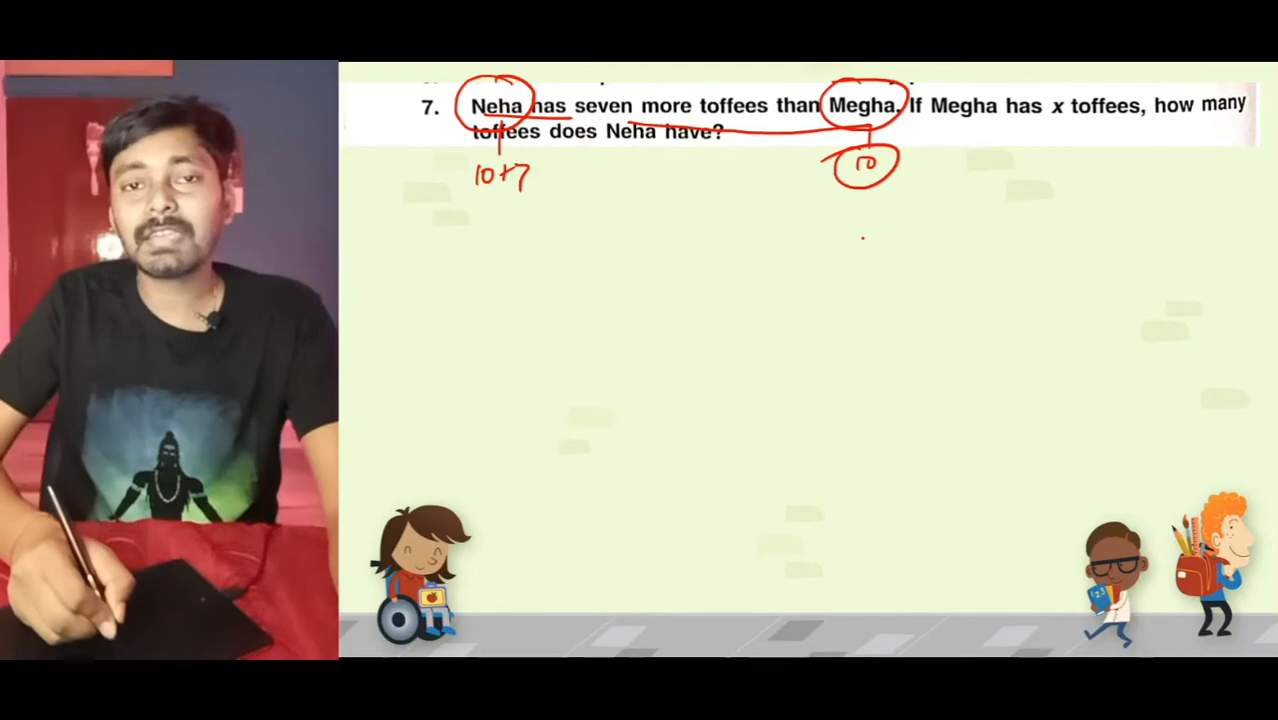 7. Neha has seven more toffees than Megha. If Megha has x toffees, how many
toffees does Neha have?
10+7
10